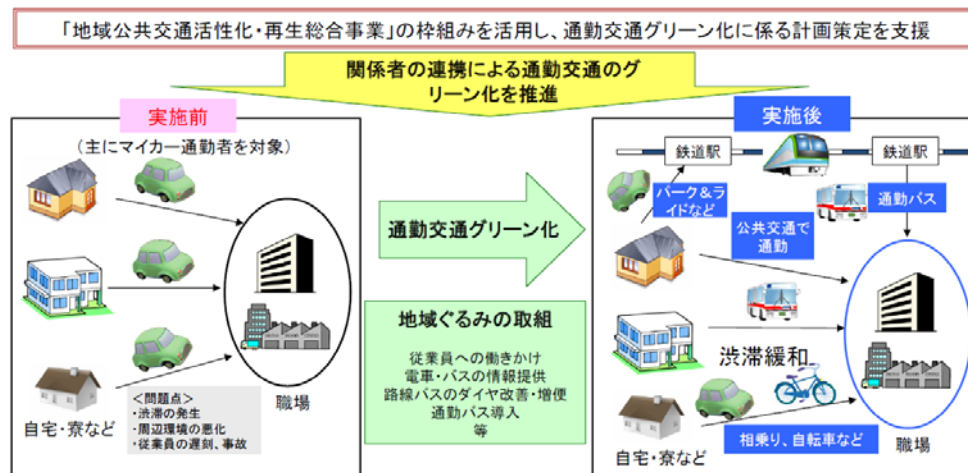 「地域公共交通活性化・再生総合事業」の枠組みを活用し、通勤交通グリーン化に係る計画策定を支援
関係者の連携による通勤交通のグ
リーン化を推進
実施前
(主にマイカー通勤者を対象)
<問題点>
・渋滞の発生
・周辺環境の悪化
・従業員の遅刻、事故
自宅・寮など
職場
通勤交通グリーン化
地域ぐるみの取組
従業員への働きかけ
電車・バスの情報提供
路線バスのダイヤ改善・増便
通勤バス導入
等
実施後
鉄道駅
鉄道駅
パーク&ラ
イドなど
公共交通で
通勤
通勤バス
渋滞緩和
相乗り、自転車など
自宅・寮など
職場